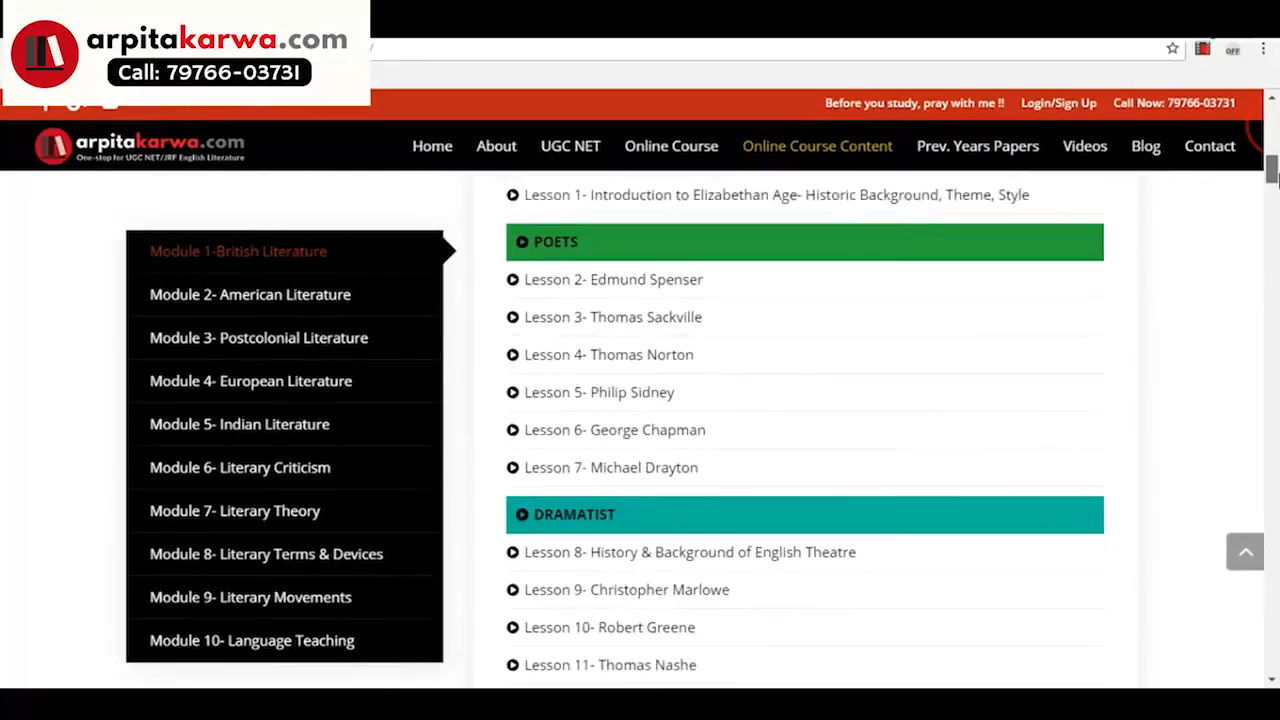 arpitakarwa.com
Call: 79766-03731
OFF
Before you study, pray with me !!
Login/Sign Up
Call Now: 79766-03731
arpitakarwa.com
One-stop for UGC NET/JRF English Literature
Home
About
UGC NET
Online Course
Online Course Content
Prev. Years Papers
Videos
Blog
Contact
Module 1-British Literature
Module 2- American Literature
Module 3- Postcolonial Literature
Module 4- European Literature
Module 5- Indian Literature
Module 6- Literary Criticism
Module 7- Literary Theory
Module 8- Literary Terms & Devices
Module 9- Literary Movements
Module 10- Language Teaching
Lesson 1- Introduction to Elizabethan Age- Historic Background, Theme, Style
POETS
Lesson 2- Edmund Spenser
Lesson 3- Thomas Sackville
Lesson 4- Thomas Norton
Lesson 5- Philip Sidney
Lesson 6- George Chapman
Lesson 7- Michael Drayton
DRAMATIST
Lesson 8- History & Background of English Theatre
Lesson 9- Christopher Marlowe
Lesson 10- Robert Greene
Lesson 11- Thomas Nashe